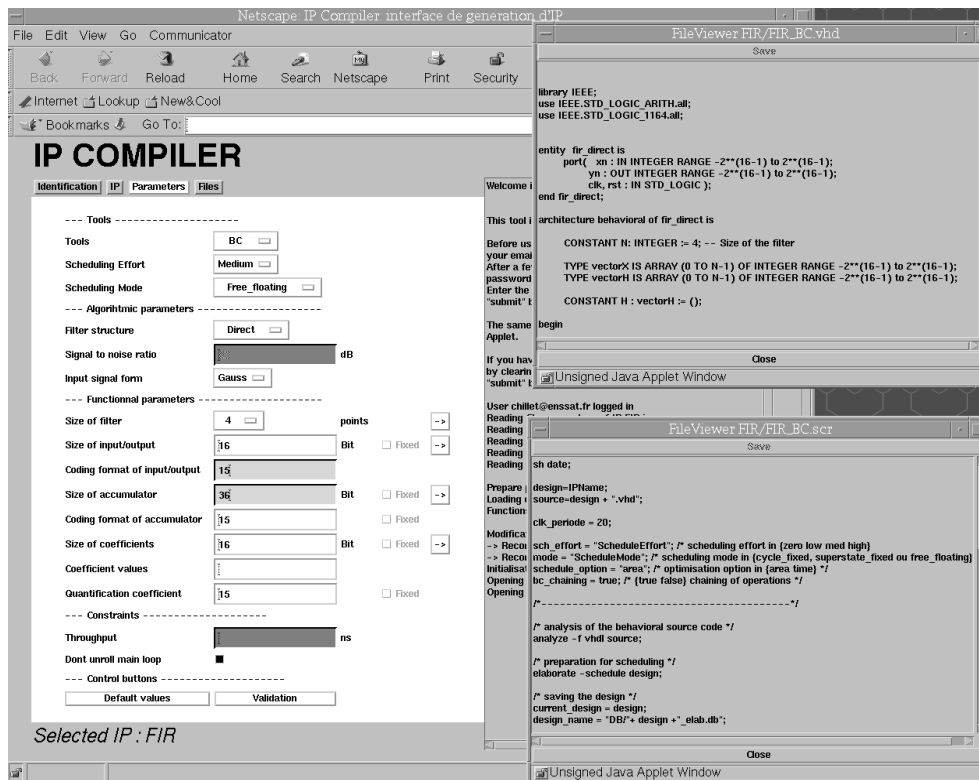 Netscape: IP Compiler: interface de generation d'IP
File Edit View Go Communicator
Back Forward Reload Home Search Netscape Print Security
Internet Lookup New&Cool
Bookmarks Go To:
IP COMPILER
Identification IP Parameters Files
--- Tools --------------------
Tools BC
Scheduling Effort Medium
Scheduling Mode Free_floating
--- Algorihtmic parameters --------------------
Filter structure Direct
Signal to noise ratio dB
Input signal form Gauss
--- Functionnal parameters --------------------
Size of filter 4 points ->
Size of input/output 16 Bit Fixed ->
Coding format of input/output 15
Size of accumulator 36 Bit Fixed ->
Coding format of accumulator 15 Fixed
Size of coefficients 16 Bit Fixed ->
Coefficient values
Quantification coefficient 15 Fixed
--- Constraints --------------------
Throughput ns
Dont unroll main loop
--- Control buttons --------------------
Default values Validation
Selected IP : FIR
Welcome i
This tool i
Before us
your emai
After a fe
password
Enter the
"submit" b
The same
Applet.
If you hav
by clearin
"submit" b
User chillet@enssat.fr logged in
Reading
Reading
Reading
Reading
Reading
Prepare
Loading
Function
Modificat
-> Recon
-> Recon
Initialisat
Opening
Opening
FileViewer FIR/FIR_BC.vhd
Save
library IEEE;
use IEEE.STD_LOGIC_ARITH.all;
use IEEE.STD_LOGIC_1164.all;
entity fir_direct is
port( xn : IN INTEGER RANGE -2**(16-1) to 2**(16-1);
yn : OUT INTEGER RANGE -2**(16-1) to 2**(16-1);
clk, rst : IN STD_LOGIC );
end fir_direct;
architecture behavioral of fir_direct is
CONSTANT N: INTEGER := 4; -- Size of the filter
TYPE vectorX IS ARRAY (0 TO N-1) OF INTEGER RANGE -2**(16-1) to 2**(16-1);
TYPE vectorH IS ARRAY (0 TO N-1) OF INTEGER RANGE -2**(16-1) to 2**(16-1);
CONSTANT H : vectorH := ();
begin
Close
Unsigned Java Applet Window
FileViewer FIR/FIR_BC.scr
Save
sh date;
design=IPName;
source=design + ".vhd";
clk_periode = 20;
sch_effort = "ScheduleEffort"; /* scheduling effort in {zero low med high}
mode = "ScheduleMode"; /* scheduling mode in {cycle_fixed, superstate_fixed ou free_floating}
schedule_option = "area"; /* optimisation option in {area time} */
bc_chaining = true; /* {true false} chaining of operations */
/*------------------------------------------*/
/* analysis of the behavioral source code */
analyze -f vhdl source;
/* preparation for scheduling */
elaborate -schedule design;
/* saving the design */
current_design = design;
design_name = "DB/"+ design +"_elab.db";
Close
Unsigned Java Applet Window